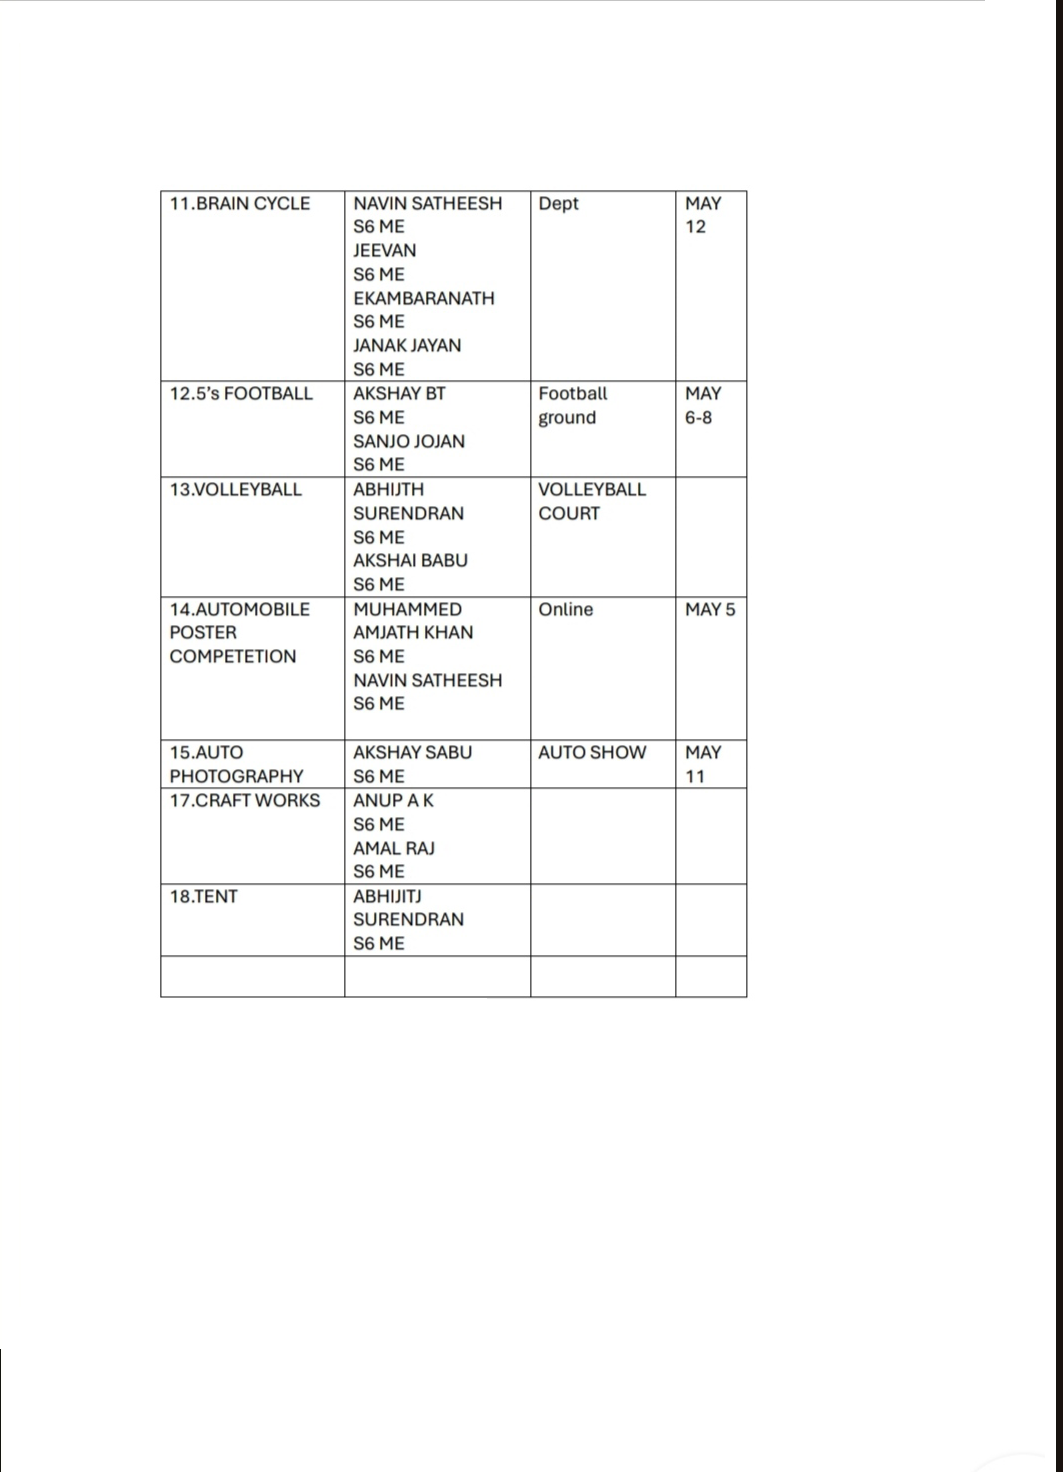 11.BRAIN CYCLE
NAVIN SATHEESH
S6 ME
JEEVAN
S6 ME
EKAMBARANATH
S6 ME
JANAK JAYAN
S6 ME
Dept
MAY
12
12.5’s FOOTBALL
AKSHAY BT
S6 ME
SANJO JOJAN
S6 ME
Football
ground
MAY
6-8
13.VOLLEYBALL
ABHIJTH
SURENDRAN
S6 ME
AKSHAI BABU
S6 ME
VOLLEYBALL
COURT
14.AUTOMOBILE
POSTER
COMPETETION
MUHAMMED
AMJATH KHAN
S6 ME
NAVIN SATHEESH
S6 ME
Online
MAY 5
15.AUTO
PHOTOGRAPHY
AKSHAY SABU
S6 ME
AUTO SHOW
MAY
11
17.CRAFT WORKS
ANUP A K
S6 ME
AMAL RAJ
S6 ME
18.TENT
ABHIJITJ
SURENDRAN
S6 ME